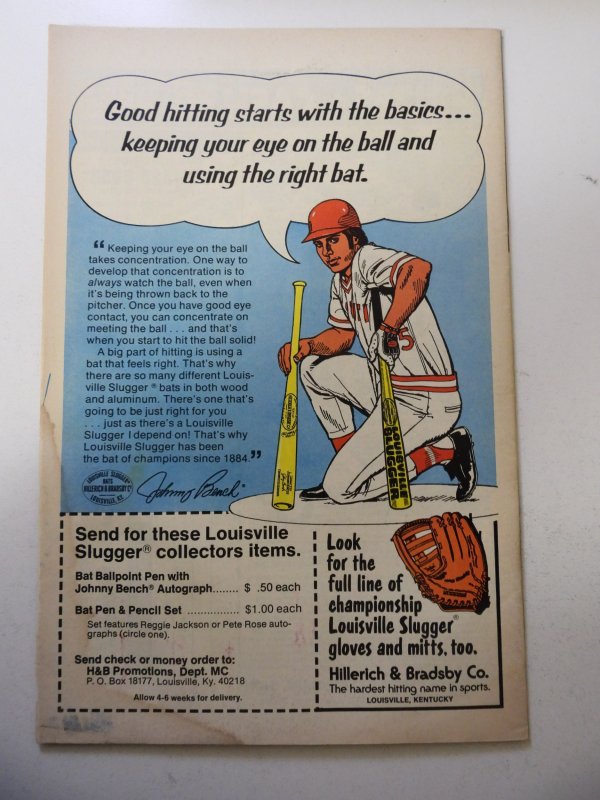 Good hitting starts with the basics...
keeping your eye on the ball and
using the right bat.
“Keeping your eye on the ball
takes concentration. One way to
develop that concentration is to
always watch the ball, even when
it's being thrown back to the
pitcher. Once you have good eye
contact, you can concentrate on
meeting the ball . . . and that's
when you start to hit the ball solid!
A big part of hitting is using a
bat that feels right. That's why
there are so many different Louis-
ville Slugger® bats in both wood
and aluminum. There's one that's
going to be just right for you
. . . just as there's a Louisville
Slugger I depend on! That's why
Louisville Slugger has been
the bat of champions since 1884.”
LOUISVILLE SLUGGER
BATS
HILLERICH & BRADSBY Co
LOUISVILLE, KY.
Johnny Bench
5
LOUISVILLE
SLUGGER
Send for these Louisville
Slugger® collectors items.
Bat Ballpoint Pen with
Johnny Bench® Autograph....... $ .50 each
Bat Pen & Pencil Set ................ $1.00 each
Set features Reggie Jackson or Pete Rose auto-
graphs (circle one).
Send check or money order to:
H&B Promotions, Dept. MC
P. O. Box 18177, Louisville, Ky. 40218
Allow 4-6 weeks for delivery.
Look
for the
full line of
championship
Louisville Slugger®
gloves and mitts, too.
Hillerich & Bradsby Co.
The hardest hitting name in sports.
LOUISVILLE, KENTUCKY